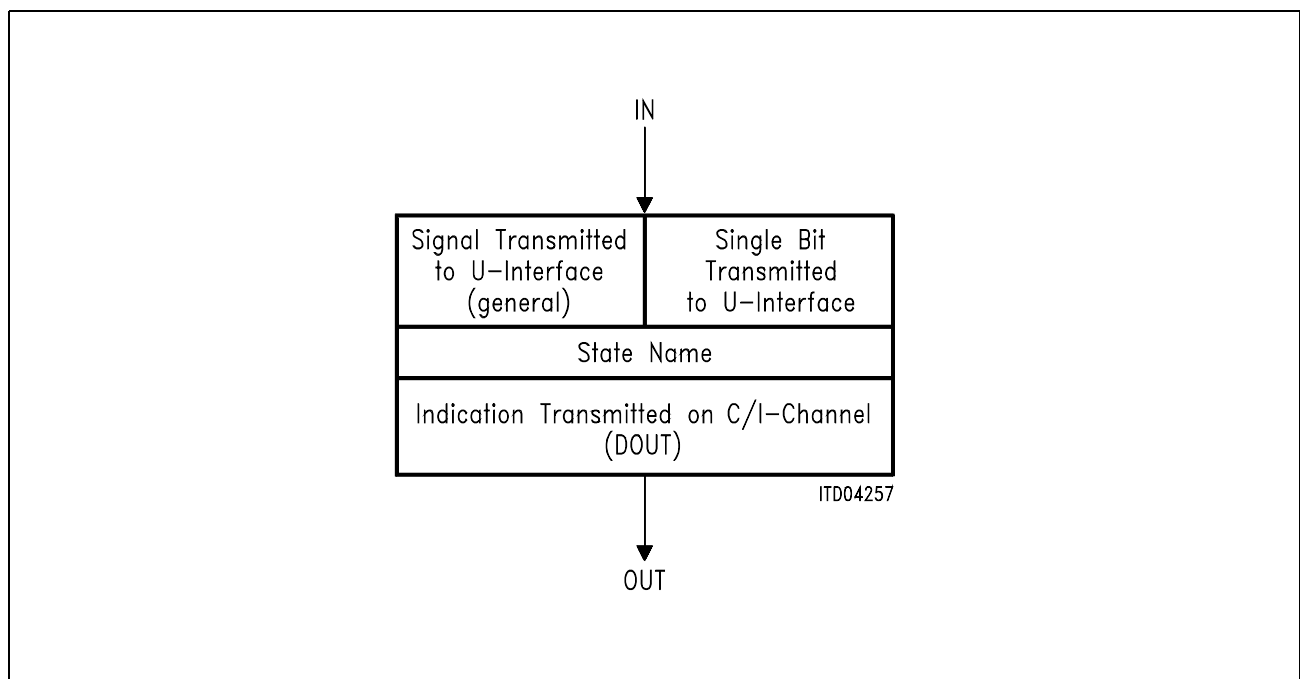 IN
Signal Transmitted
to U-Interface
(general)
Single Bit
Transmitted
to U-Interface
State Name
Indication Transmitted on C/I-Channel
(DOUT)
ITD04257
OUT